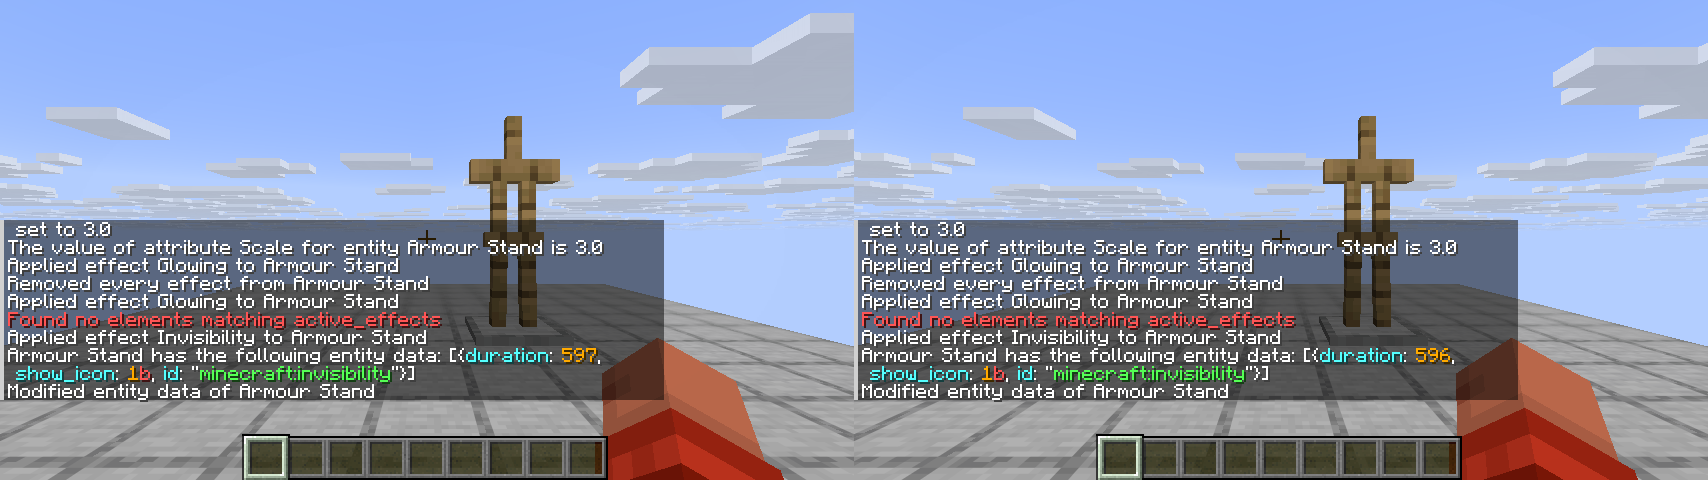 set to 3.0
The value of attribute Scale for entity Armour Stand is 3.0
Applied effect Glowing to Armour Stand
Removed every effect from Armour Stand
Applied effect Glowing to Armour Stand
Found no elements matching active_effects
Applied effect Invisibility to Armour Stand
Armour Stand has the following entity data: [{duration: 597,
show_icon: 1b, id: "minecraft:invisibility"}]
Modified entity data of Armour Stand
set to 3.0
The value of attribute Scale for entity Armour Stand is 3.0
Applied effect Glowing to Armour Stand
Removed every effect from Armour Stand
Applied effect Glowing to Armour Stand
Found no elements matching active_effects
Applied effect Invisibility to Armour Stand
Armour Stand has the following entity data: [{duration: 596,
show_icon: 1b, id: "minecraft:invisibility"}]
Modified entity data of Armour Stand